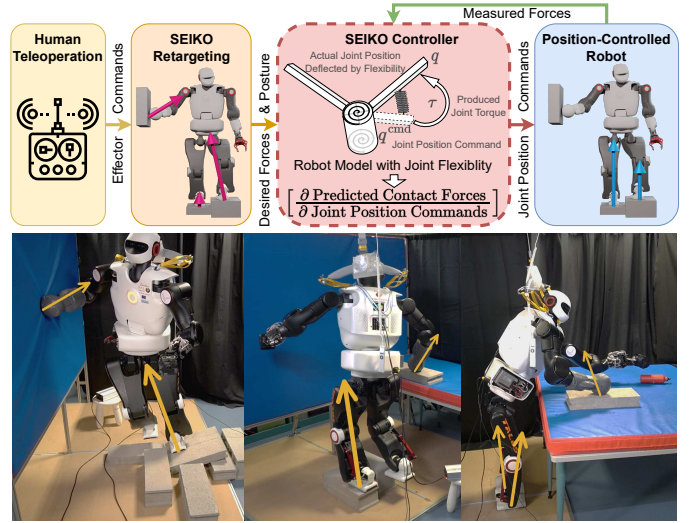 Measured Forces
Human
Teleoperation
Effector Commands
SEIKO
Retargeting
Desired Forces & Posture
SEIKO Controller
Actual Joint Position
Deflected by Flexibility
q
τ
Produced
Joint Torque
q^cmd
Joint Position Command
Robot Model with Joint Flexiblity
[ ∂ Predicted Contact Forces
∂ Joint Position Commands ]
Joint Position Commands
Position-Controlled
Robot